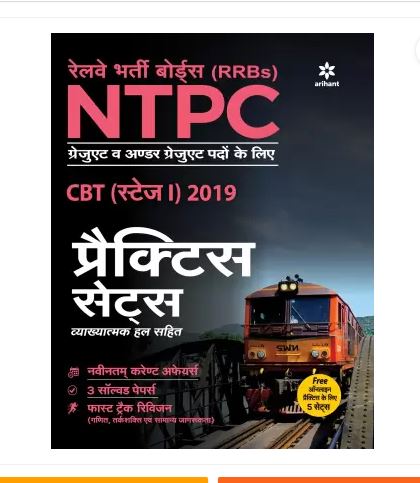 रेलवे भर्ती बोर्ड्स (RRBs)
arihant
NTPC
ग्रेजुएट व अण्डर ग्रेजुएट पदों के लिए
CBT (स्टेज I) 2019
प्रैक्टिस
सेट्स
व्याख्यात्मक हल सहित
नवीनतम् करेण्ट अफेयर्स
3 सॉल्वड पेपर्स
फास्ट ट्रैक रिविजन
(गणित, तर्कशक्ति एवं सामान्य जागरूकता)
Free
ऑनलाइन
प्रैक्टिस के लिए
5 सेट्स